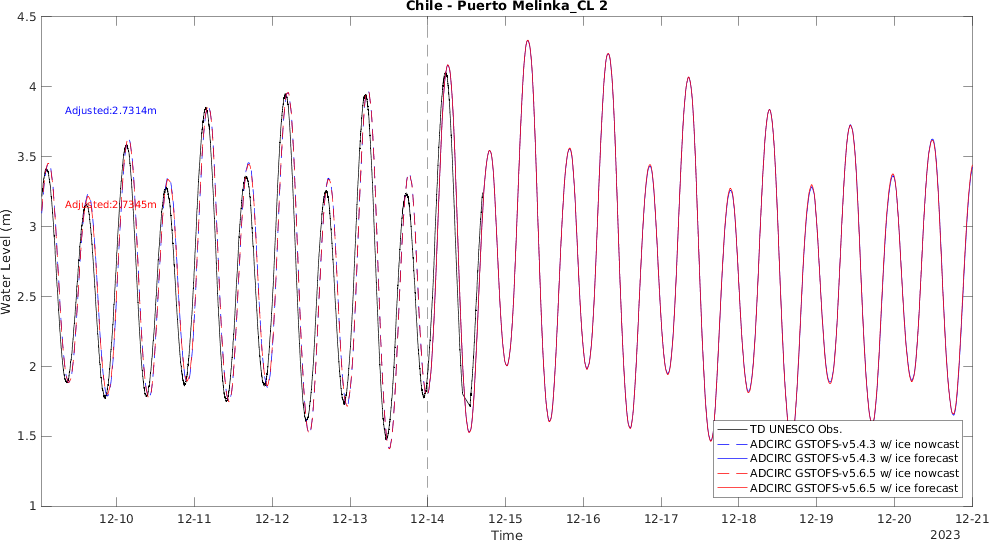 Chile - Puerto Melinka_CL 2
4.5
4
3.5
3
2.5
2
1.5
1
Water Level (m)
Adjusted:2.7314m
Adjusted:2.7345m
TD UNESCO Obs.
ADCIRC GSTOFS-v5.4.3 w/ ice nowcast
ADCIRC GSTOFS-v5.4.3 w/ ice forecast
ADCIRC GSTOFS-v5.6.5 w/ ice nowcast
ADCIRC GSTOFS-v5.6.5 w/ ice forecast
12-10 12-11 12-12 12-13 12-14 12-15 12-16 12-17 12-18 12-19 12-20 12-21
Time
2023